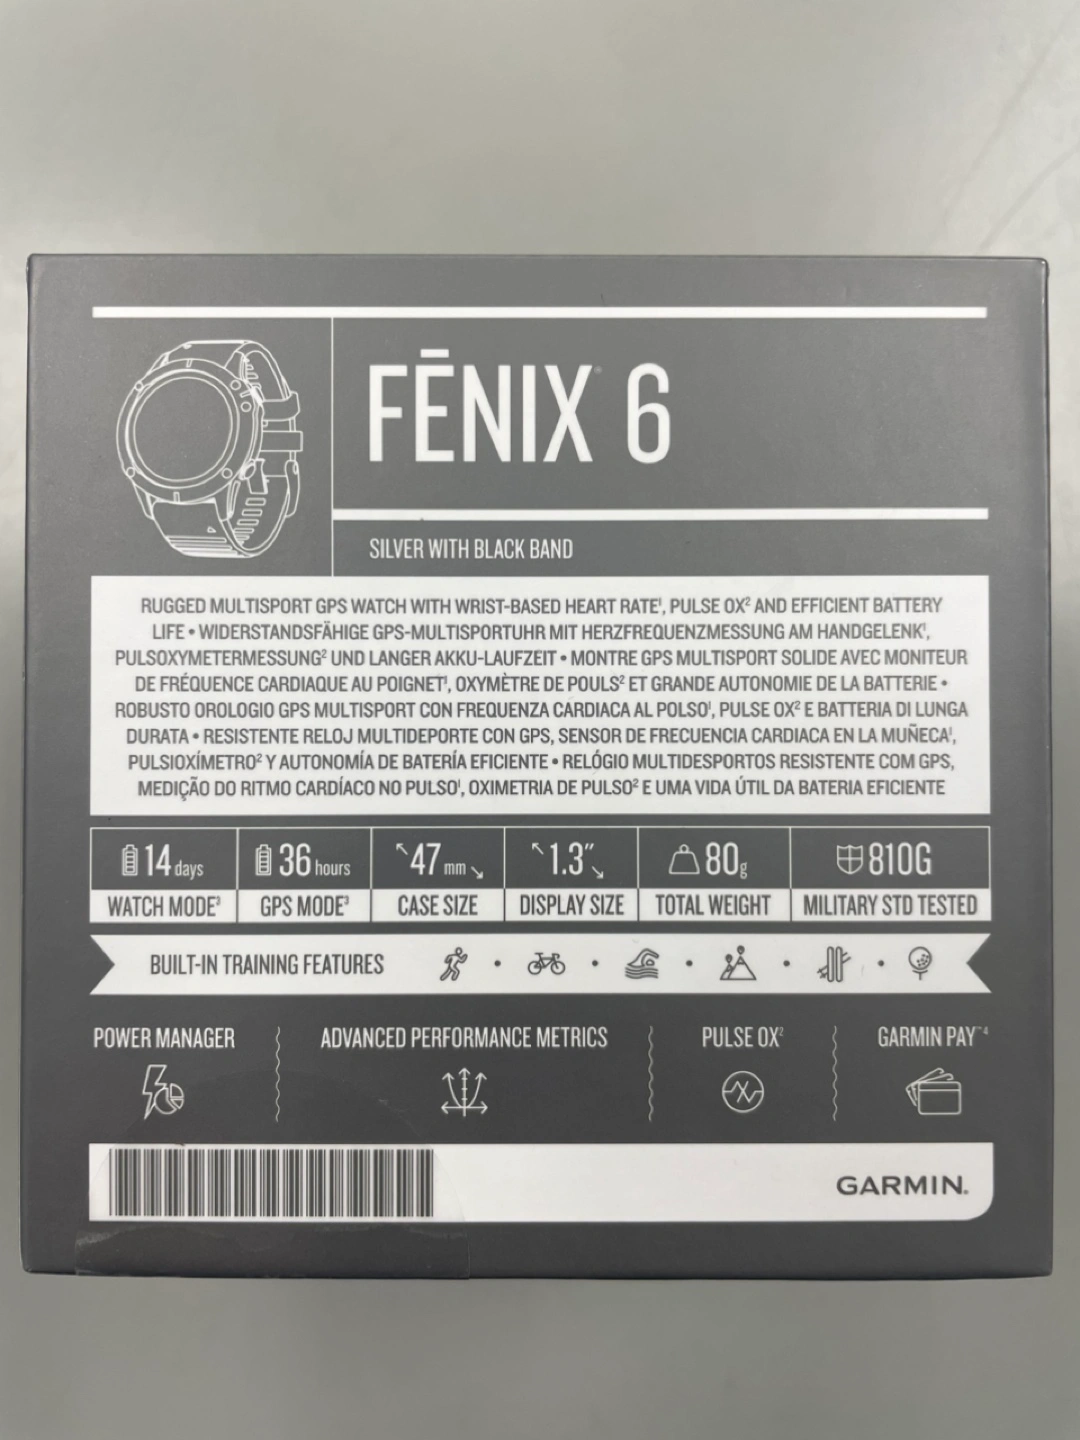 FĒNIX® 6
SILVER WITH BLACK BAND
RUGGED MULTISPORT GPS WATCH WITH WRIST-BASED HEART RATE¹, PULSE OX² AND EFFICIENT BATTERY
LIFE • WIDERSTANDSFÄHIGE GPS-MULTISPORTUHR MIT HERZFREQUENZMESSUNG AM HANDGELENK¹,
PULSOXYMETERMESSUNG² UND LANGER AKKU-LAUFZEIT • MONTRE GPS MULTISPORT SOLIDE AVEC MONITEUR
DE FRÉQUENCE CARDIAQUE AU POIGNET¹, OXYMÈTRE DE POULS² ET GRANDE AUTONOMIE DE LA BATTERIE •
ROBUSTO OROLOGIO GPS MULTISPORT CON FREQUENZA CARDIACA AL POLSO¹, PULSE OX² E BATTERIA DI LUNGA
DURATA • RESISTENTE RELOJ MULTIDEPORTE CON GPS, SENSOR DE FRECUENCIA CARDIACA EN LA MUÑECA¹,
PULSIOXÍMETRO² Y AUTONOMÍA DE BATERÍA EFICIENTE • RELÓGIO MULTIDESPORTOS RESISTENTE COM GPS,
MEDIÇÃO DO RITMO CARDÍACO NO PULSO¹, OXIMETRIA DE PULSO² E UMA VIDA ÚTIL DA BATERIA EFICIENTE
14 days 36 hours 47 mm 1.3″ 80g 810G
WATCH MODE³ GPS MODE³ CASE SIZE DISPLAY SIZE TOTAL WEIGHT MILITARY STD TESTED
BUILT-IN TRAINING FEATURES
POWER MANAGER ADVANCED PERFORMANCE METRICS PULSE OX² GARMIN PAY™⁴
GARMIN.